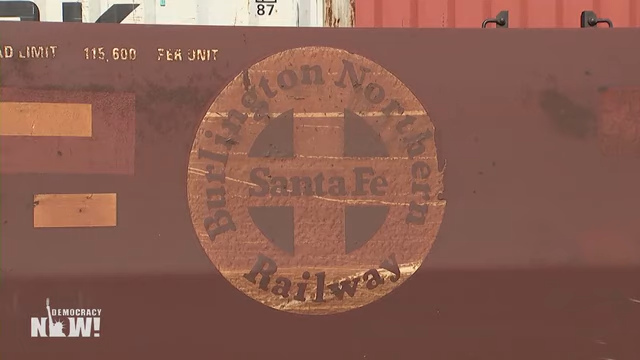 87
AD LIMIT 115,600 PER UNIT
Burlington Northern
Santa Fe
Railway
DEMOCRACY
NOW!